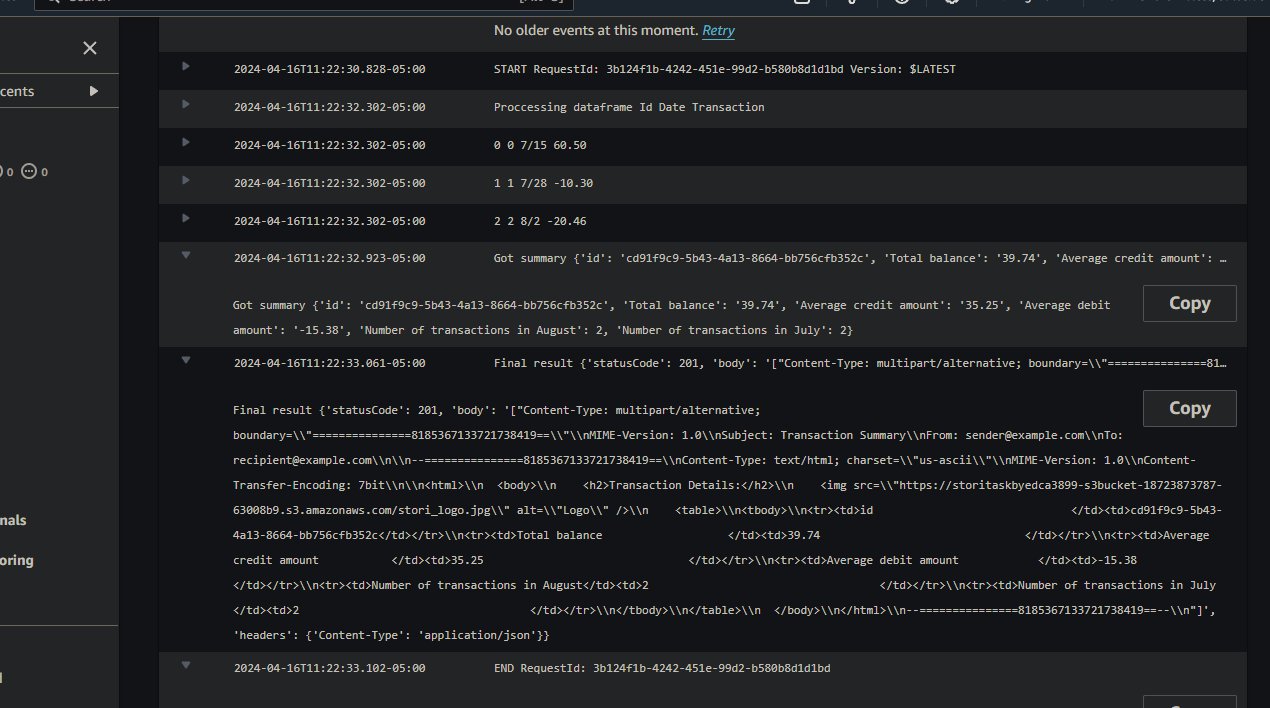 No older events at this moment. Retry
2024-04-16T11:22:30.828-05:00 START RequestId: 3b124f1b-4242-451e-99d2-b580b8d1d1bd Version: $LATEST
cents
2024-04-16T11:22:32.302-05:00 Proccessing dataframe Id Date Transaction
2024-04-16T11:22:32.302-05:00 0 0 7/15 60.50
0 0
2024-04-16T11:22:32.302-05:00 1 1 7/28 -10.30
2024-04-16T11:22:32.302-05:00 2 2 8/2 -20.46
2024-04-16T11:22:32.923-05:00 Got summary {'id': 'cd91f9c9-5b43-4a13-8664-bb756cfb352c', 'Total balance': '39.74', 'Average credit amount': …
Got summary {'id': 'cd91f9c9-5b43-4a13-8664-bb756cfb352c', 'Total balance': '39.74', 'Average credit amount': '35.25', 'Average debit
amount': '-15.38', 'Number of transactions in August': 2, 'Number of transactions in July': 2}
Copy
2024-04-16T11:22:33.061-05:00 Final result {'statusCode': 201, 'body': '["Content-Type: multipart/alternative; boundary=\\"===============81…
Final result {'statusCode': 201, 'body': '["Content-Type: multipart/alternative;
Copy
boundary=\\"===============8185367133721738419==\\"\\nMIME-Version: 1.0\\nSubject: Transaction Summary\\nFrom: sender@example.com\\nTo:
recipient@example.com\\n\\n--===============8185367133721738419==\\nContent-Type: text/html; charset=\\"us-ascii\\"\\nMIME-Version: 1.0\\nContent-
Transfer-Encoding: 7bit\\n\\n<html>\\n <body>\\n <h2>Transaction Details:</h2>\\n <img src=\\"https://storitaskbyedca3899-s3bucket-18723873787-
63008b9.s3.amazonaws.com/stori_logo.jpg\\" alt=\\"Logo\\" />\\n <table>\\n<tbody>\\n<tr><td>id </td><td>cd91f9c9-5b43-
4a13-8664-bb756cfb352c</td></tr>\\n<tr><td>Total balance </td><td>39.74 </td></tr>\\n<tr><td>Average
credit amount </td><td>35.25 </td></tr>\\n<tr><td>Average debit amount </td><td>-15.38
</td></tr>\\n<tr><td>Number of transactions in August</td><td>2 </td></tr>\\n<tr><td>Number of transactions in July
</td><td>2 </td></tr>\\n</tbody>\\n</table>\\n </body>\\n</html>\\n--===============8185367133721738419==--\\n"]',
'headers': {'Content-Type': 'application/json'}}
nals
oring
2024-04-16T11:22:33.102-05:00 END RequestId: 3b124f1b-4242-451e-99d2-b580b8d1d1bd